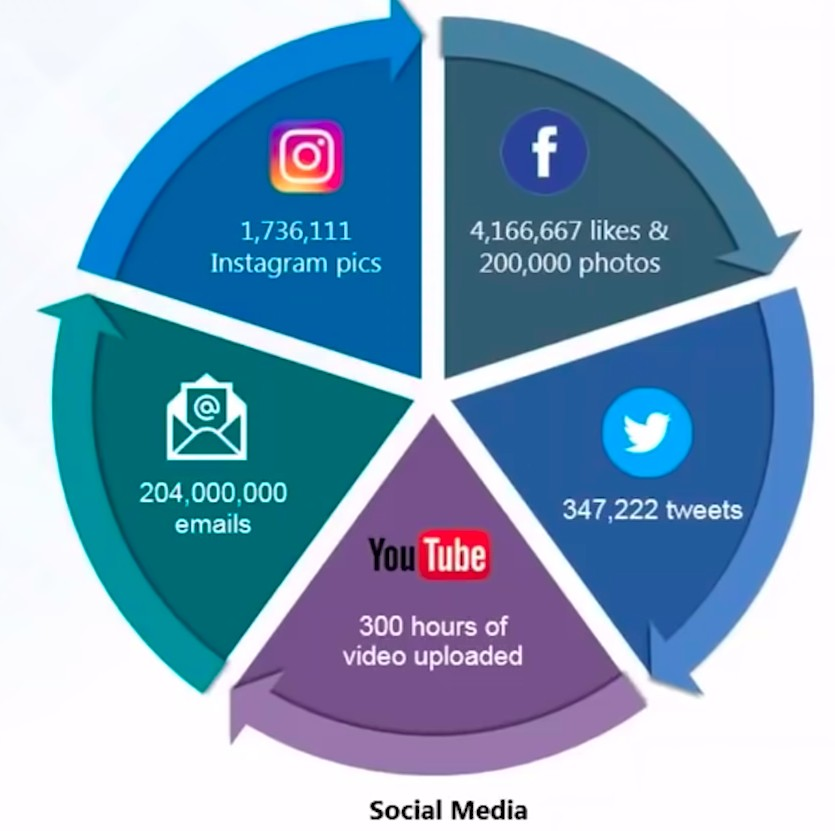 1,736,111
Instagram pics
f
4,166,667 likes &
200,000 photos
@
204,000,000
emails
347,222 tweets
YouTube
300 hours of
video uploaded
Social Media